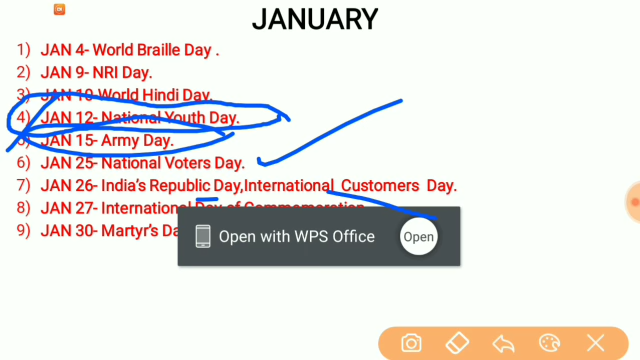 JANUARY
1) JAN 4- World Braille Day .
2) JAN 9- NRI Day.
3) JAN 10 World Hindi Day.
4) JAN 12- National Youth Day.
5) JAN 15- Army Day.
6) JAN 25- National Voters Day.
7) JAN 26- India's Republic Day,International Customers Day.
8) JAN 27- International Day of Commemoration
9) JAN 30- Martyr's
Open with WPS Office
Open